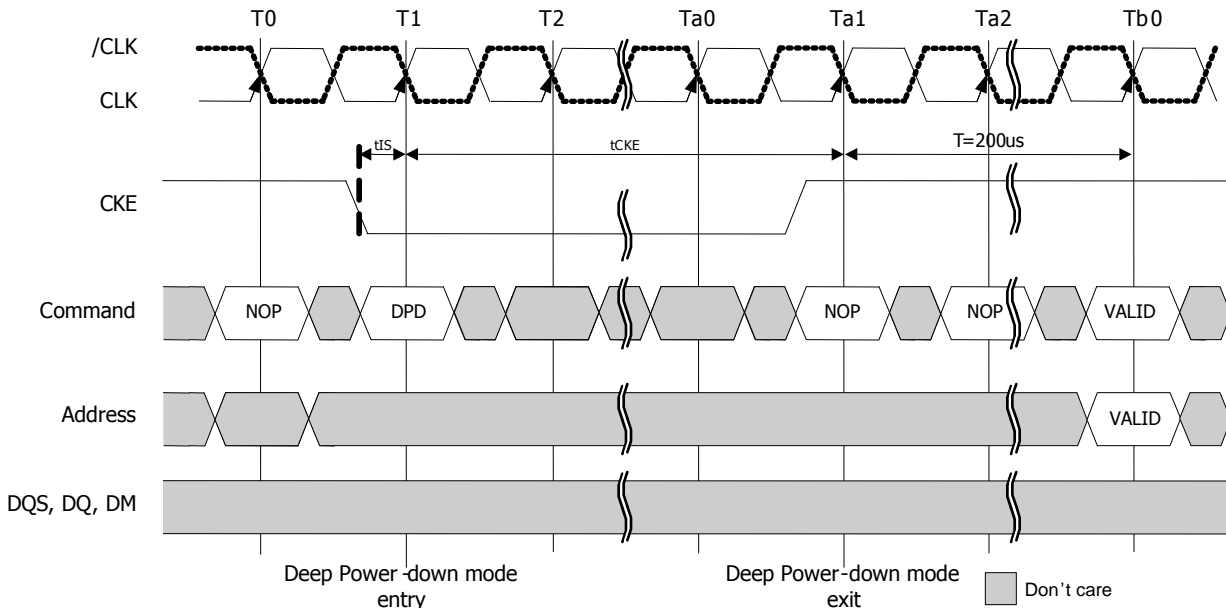 T0 T1 T2 Ta0 Ta1 Ta2 Tb0
/CLK
CLK
tIS tCKE T=200us
CKE
Command NOP DPD NOP NOP VALID
Address VALID
DQS, DQ, DM
Deep Power-down mode entry
Deep Power-down mode exit
Don't care